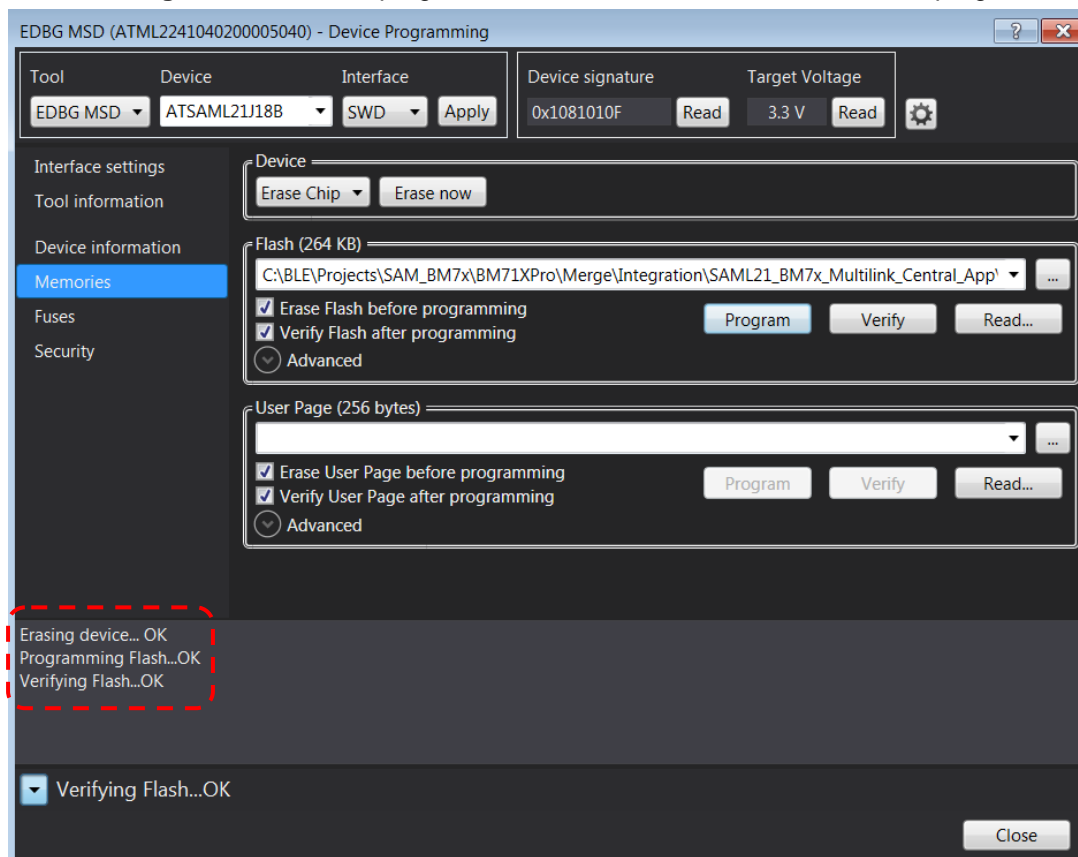 EDBG MSD (ATML2241040200005040) - Device Programming
Tool Device Interface Device signature Target Voltage
EDBG MSD ATSAML21J18B SWD Apply 0x1081010F Read 3.3 V Read
Interface settings
Tool information
Device information
Memories
Fuses
Security
Device
Erase Chip Erase now
Flash (264 KB)
C:\BLE\Projects\SAM_BM7x\BM71XPro\Merge\Integration\SAML21_BM7x_Multilink_Central_App\ ...
Erase Flash before programming
Verify Flash after programming
Program Verify Read...
Advanced
User Page (256 bytes)
...
Erase User Page before programming
Verify User Page after programming
Program Verify Read...
Advanced
Erasing device... OK
Programming Flash...OK
Verifying Flash...OK
Verifying Flash...OK
Close